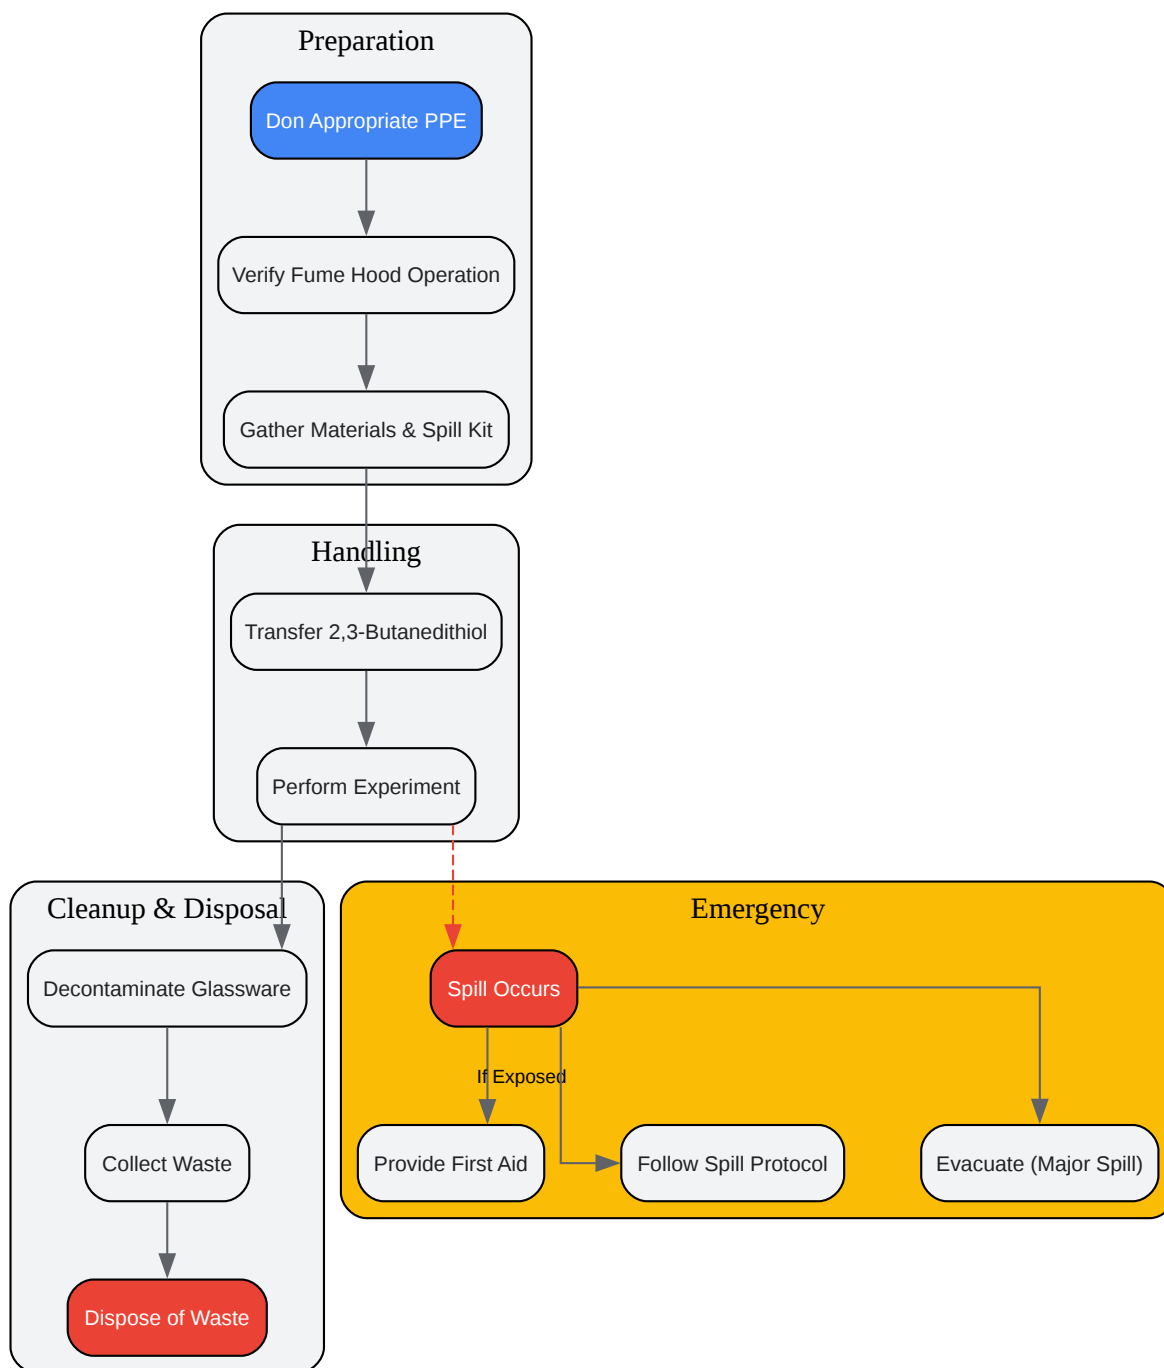 Preparation
Don Appropriate PPE
Verify Fume Hood Operation
Gather Materials & Spill Kit
Handling
Transfer 2,3-Butanedithiol
Perform Experiment
Cleanup & Disposal
Decontaminate Glassware
Collect Waste
Dispose of Waste
Emergency
Spill Occurs
If Exposed
Provide First Aid
Follow Spill Protocol
Evacuate (Major Spill)